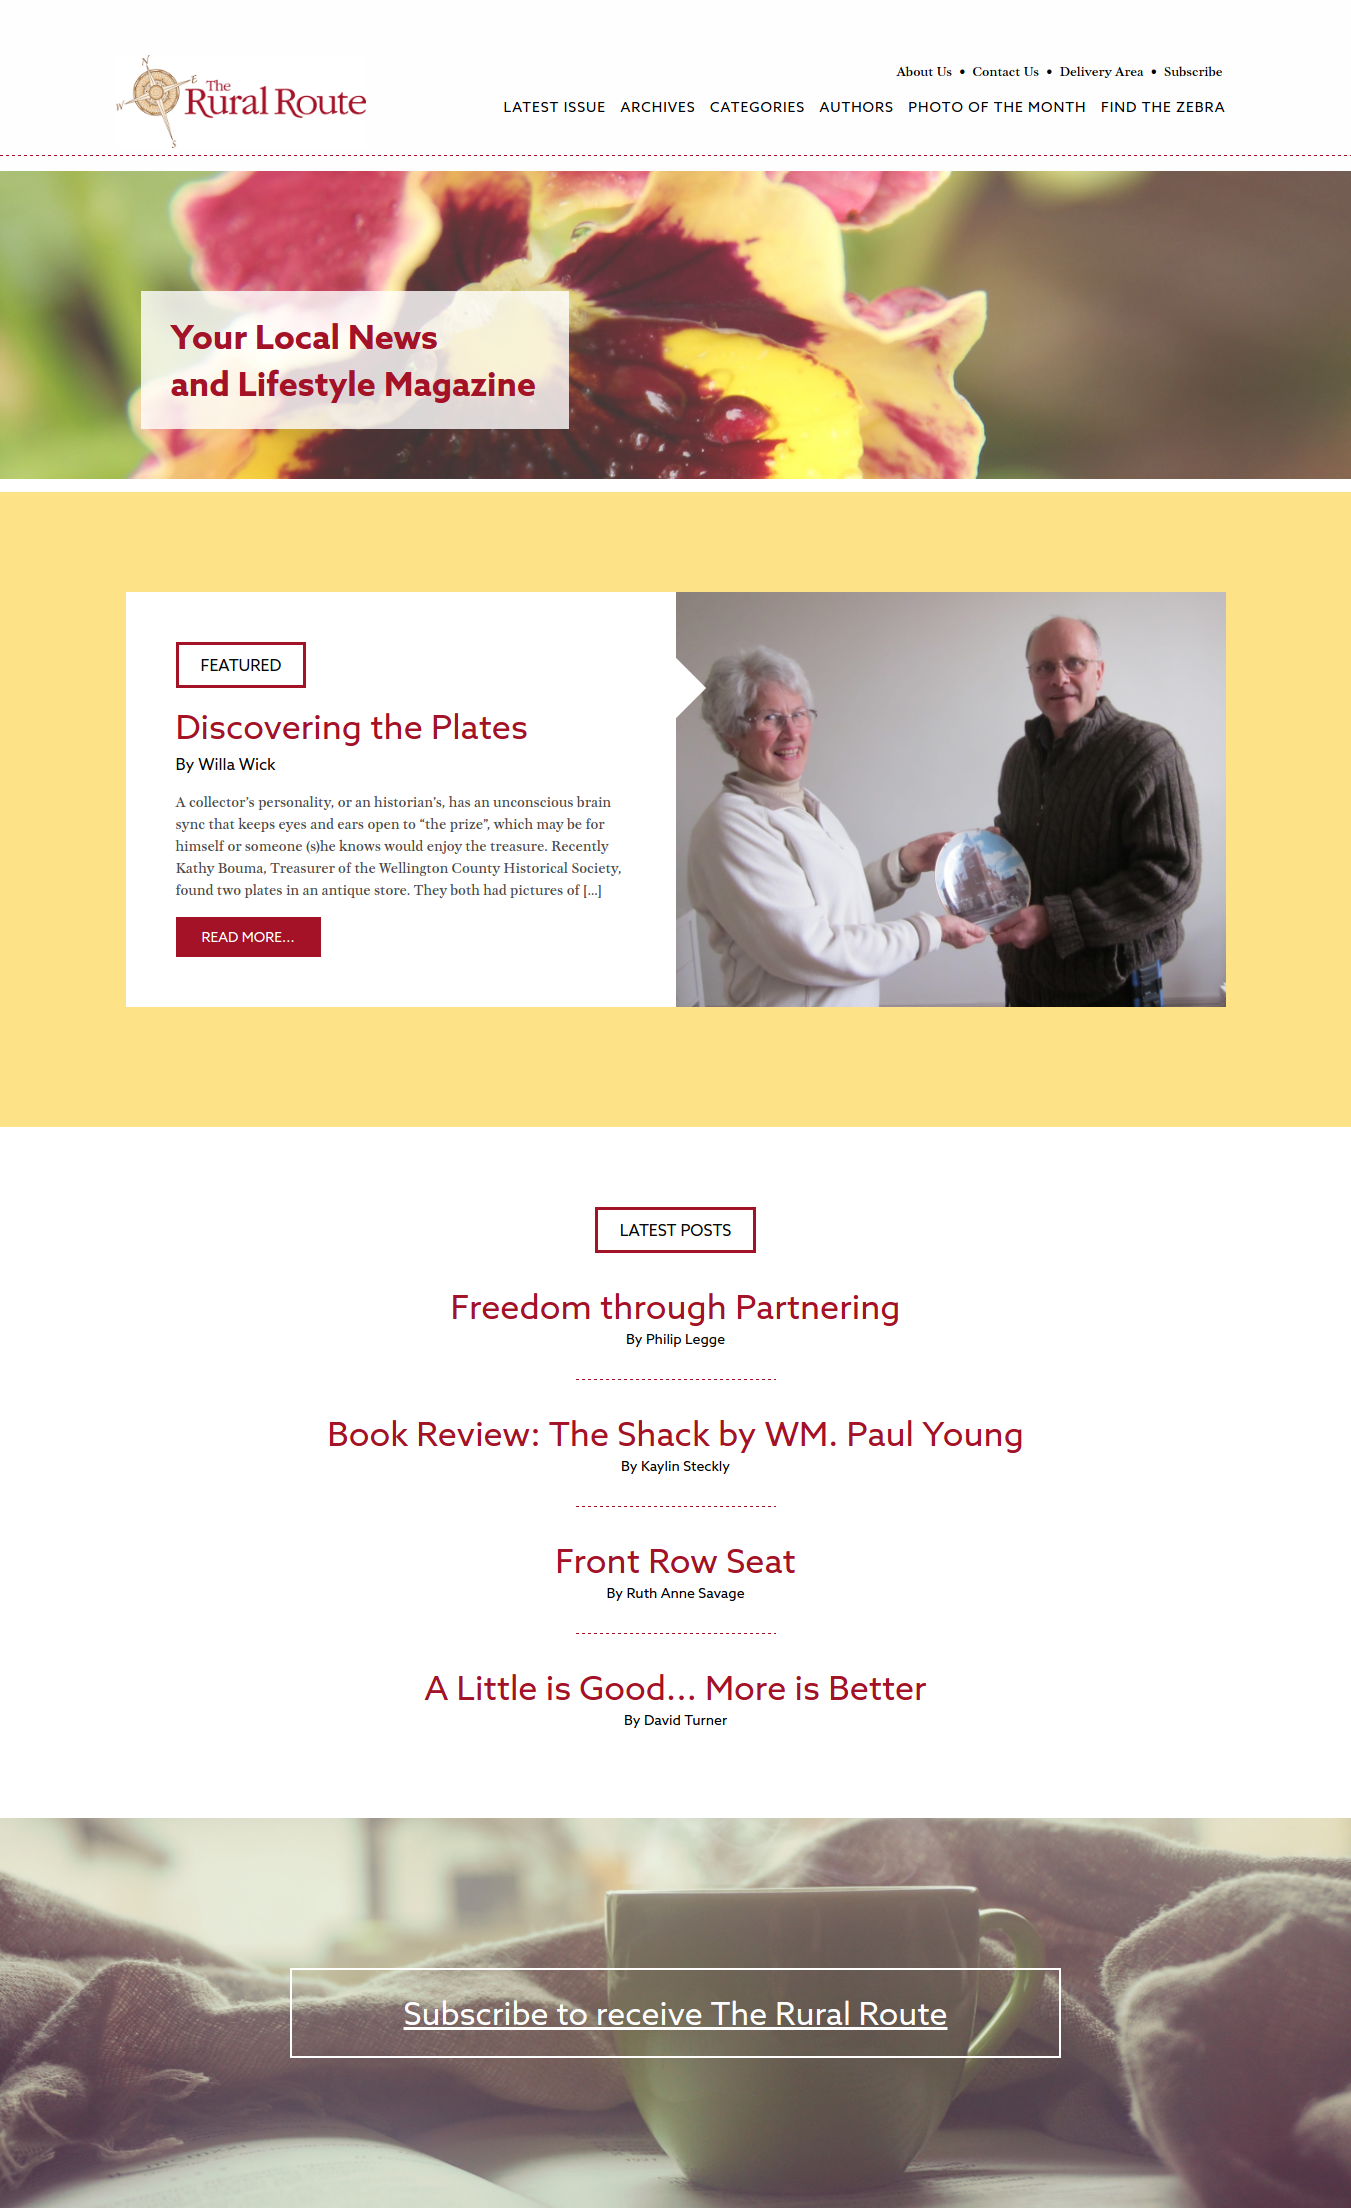 N
E
W
S
The
Rural Route
About Us • Contact Us • Delivery Area • Subscribe
LATEST ISSUE ARCHIVES CATEGORIES AUTHORS PHOTO OF THE MONTH FIND THE ZEBRA
Your Local News
and Lifestyle Magazine
FEATURED
Discovering the Plates
By Willa Wick
A collector's personality, or an historian's, has an unconscious brain
sync that keeps eyes and ears open to “the prize”, which may be for
himself or someone (s)he knows would enjoy the treasure. Recently
Kathy Bouma, Treasurer of the Wellington County Historical Society,
found two plates in an antique store. They both had pictures of [...]
READ MORE...
LATEST POSTS
Freedom through Partnering
By Philip Legge
Book Review: The Shack by WM. Paul Young
By Kaylin Steckly
Front Row Seat
By Ruth Anne Savage
A Little is Good... More is Better
By David Turner
Subscribe to receive The Rural Route